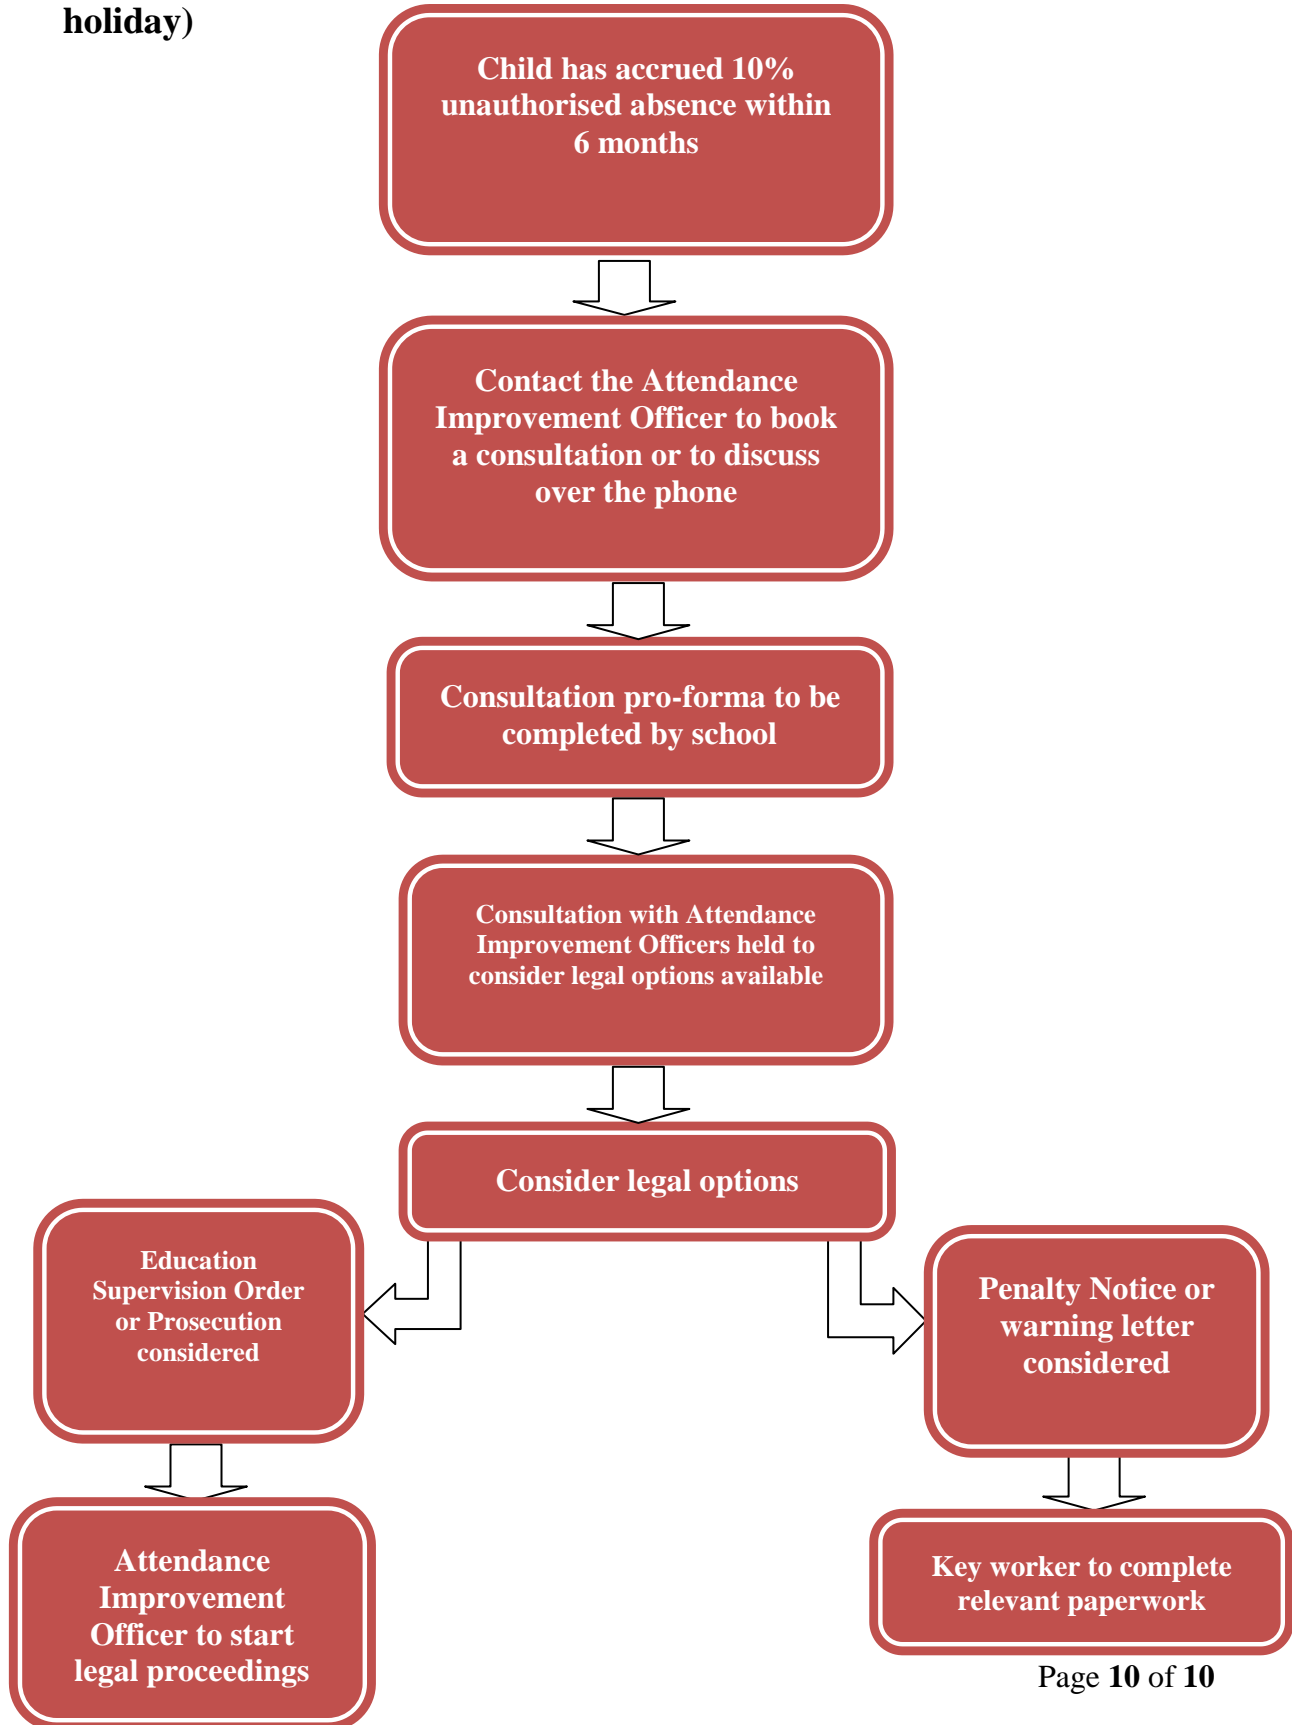 holiday)
Child has accrued 10%
unauthorised absence within
6 months
Contact the Attendance
Improvement Officer to book
a consultation or to discuss
over the phone
Consultation pro-forma to be
completed by school
Consultation with Attendance
Improvement Officers held to
consider legal options available
Consider legal options
Education
Supervision Order
or Prosecution
considered
Penalty Notice or
warning letter
considered
Attendance
Improvement
Officer to start
legal proceedings
Key worker to complete
relevant paperwork
Page 10 of 10